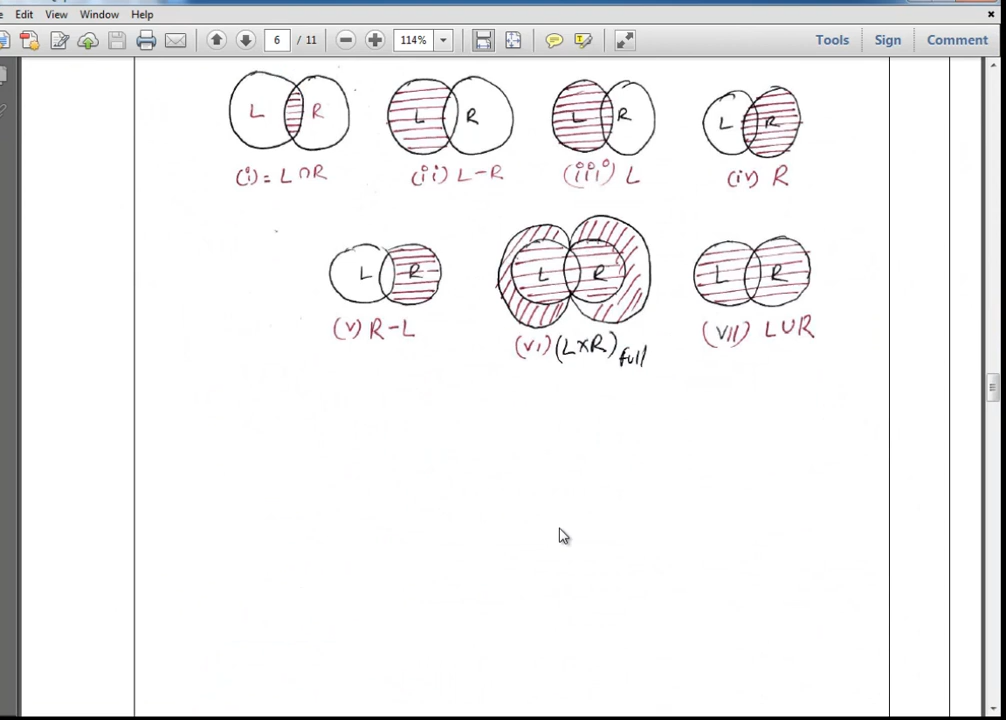 Edit View Window Help
6 / 11 114% Tools Sign Comment
L R L R L R L R
(i) = L∩R (ii) L-R (iii) L (iv) R
L R L R L R
(v) R-L (vi) (L×R)full (vii) L∪R